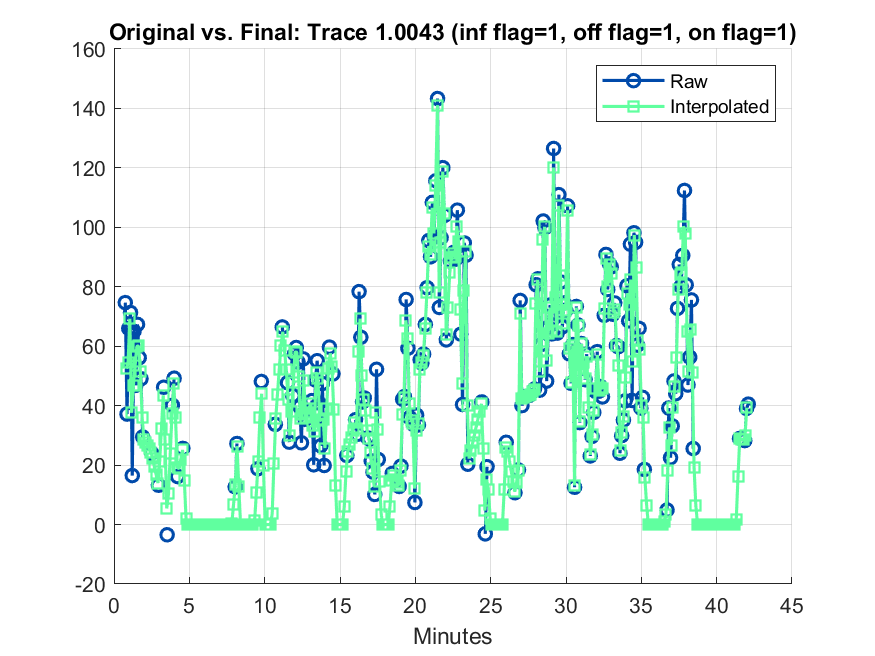 Original vs. Final: Trace 1.0043 (inf flag=1, off flag=1, on flag=1)
160
140
120
100
80
60
40
20
0
-20
Raw
Interpolated
0 5 10 15 20 25 30 35 40 45
Minutes